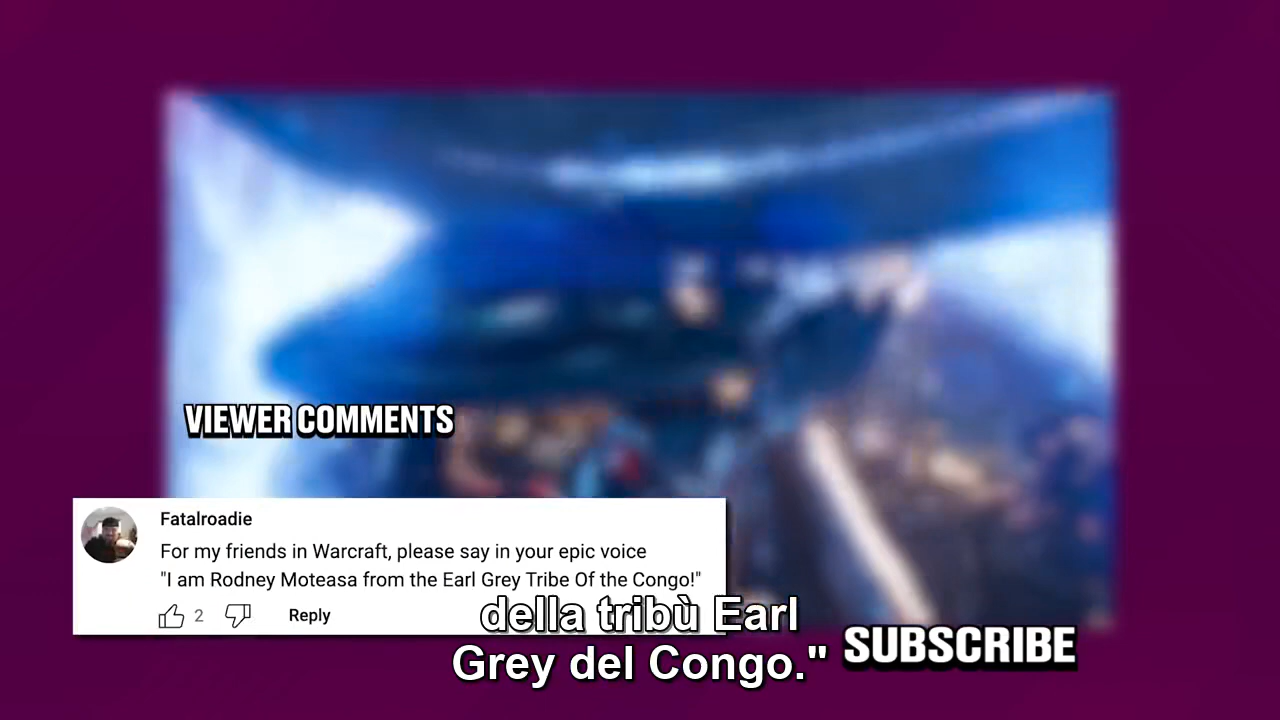 VIEWER COMMENTS
Fatalroadie
For my friends in Warcraft, please say in your epic voice
"I am Rodney Moteasa from the Earl Grey Tribe Of the Congo!"
2 Reply
della tribù Earl
Grey del Congo."
SUBSCRIBE